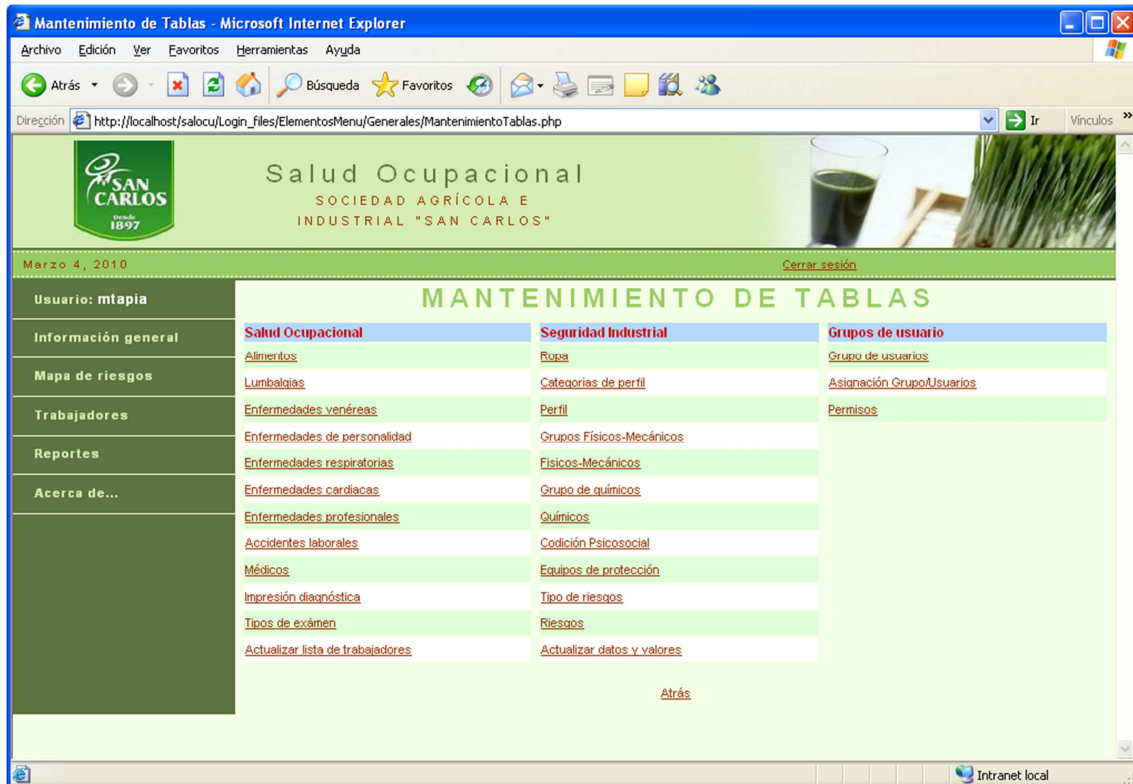 Mantenimiento de Tablas - Microsoft Internet Explorer
Archivo Edición Ver Favoritos Herramientas Ayuda
Atrás Búsqueda Favoritos
Dirección http://localhost/salocu/Login_files/ElementosMenu/Generales/MantenimientoTablas.php Ir Vínculos »
SAN
CARLOS
Desde
1897
Salud Ocupacional
SOCIEDAD AGRÍCOLA E
INDUSTRIAL "SAN CARLOS"
Marzo 4, 2010 Cerrar sesión
Usuario: mtapia
Información general
Mapa de riesgos
Trabajadores
Reportes
Acerca de...
MANTENIMIENTO DE TABLAS
Salud Ocupacional Seguridad Industrial Grupos de usuario
Alimentos Ropa Grupo de usuarios
Lumbalgias Categorias de perfil Asignación Grupo/Usuarios
Enfermedades venéreas Perfil Permisos
Enfermedades de personalidad Grupos Físicos-Mecánicos
Enfermedades respiratorias Fisicos-Mecánicos
Enfermedades cardiacas Grupo de químicos
Enfermedades profesionales Químicos
Accidentes laborales Codición Psicosocial
Médicos Equipos de protección
Impresión diagnóstica Tipo de riesgos
Tipos de exámen Riesgos
Actualizar lista de trabajadores Actualizar datos y valores
Atrás
Intranet local